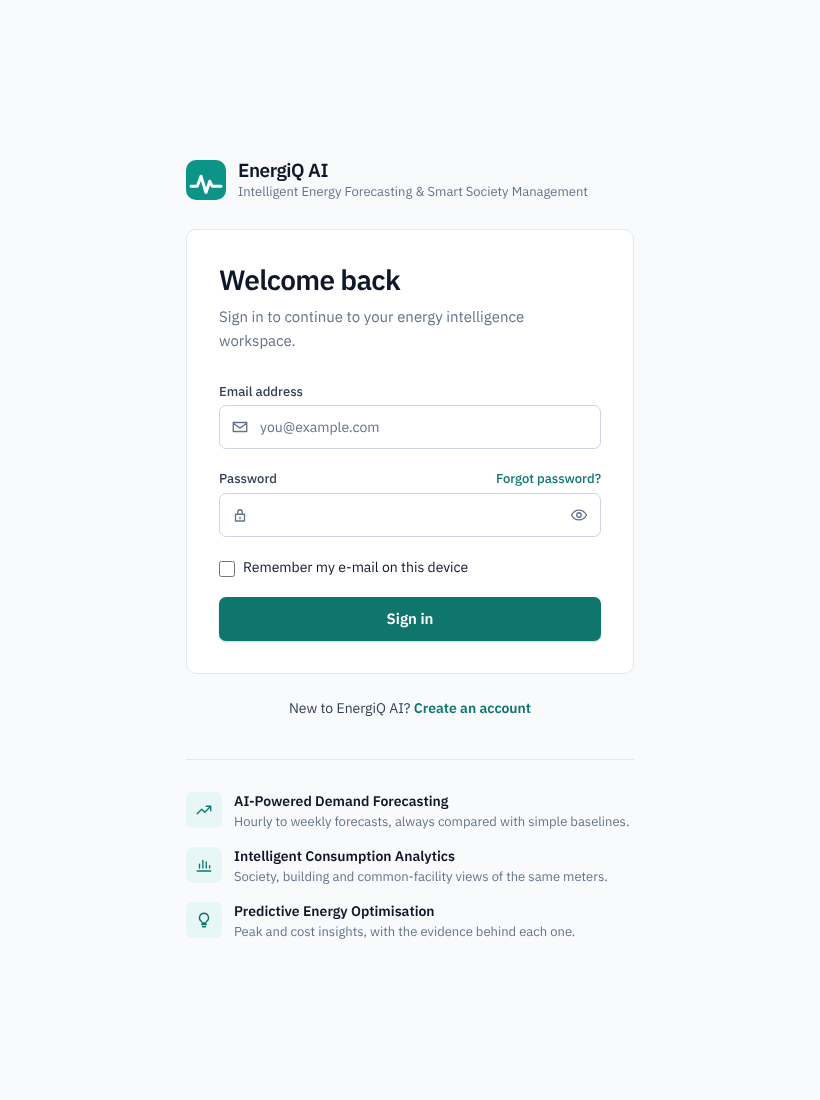 EnergiQ AI
Intelligent Energy Forecasting & Smart Society Management
Welcome back
Sign in to continue to your energy intelligence
workspace.
Email address
you@example.com
Password Forgot password?
Remember my e-mail on this device
Sign in
New to EnergiQ AI? Create an account
AI-Powered Demand Forecasting
Hourly to weekly forecasts, always compared with simple baselines.
Intelligent Consumption Analytics
Society, building and common-facility views of the same meters.
Predictive Energy Optimisation
Peak and cost insights, with the evidence behind each one.